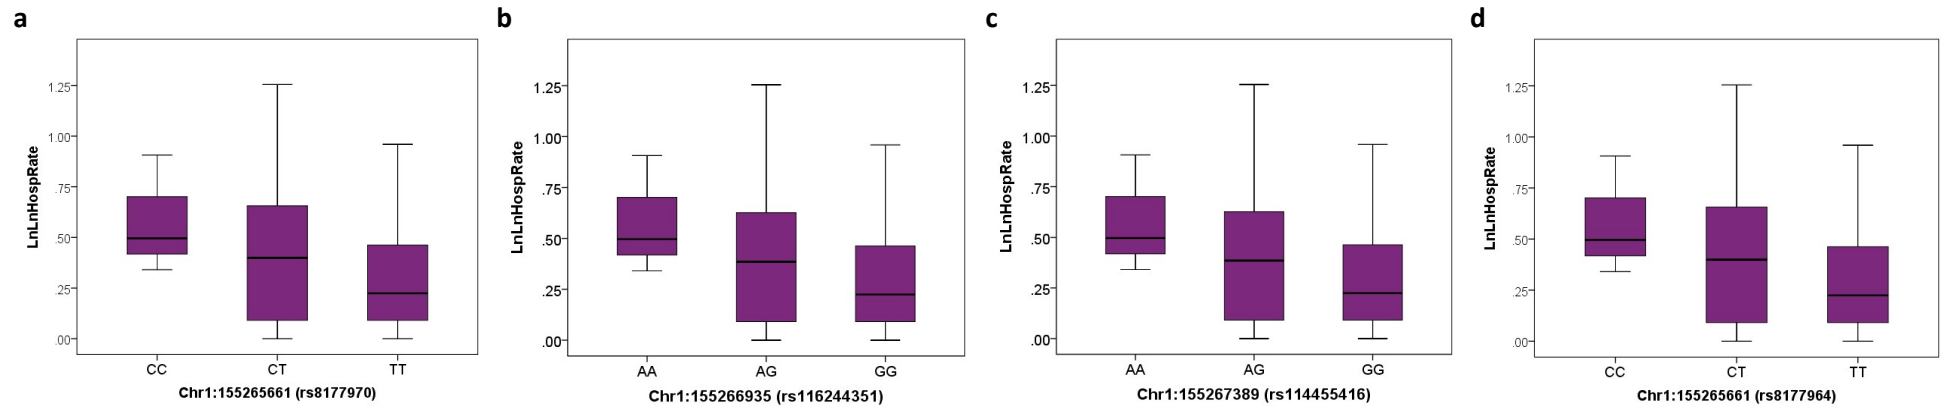 a
LnLnHospRate
1.25
1.00
.75
.50
.25
.00
CC CT TT
Chr1:155265661 (rs8177970)
b
LnLnHospRate
1.25
1.00
.75
.50
.25
.00
AA AG GG
Chr1:155266935 (rs116244351)
c
LnLnHospRate
1.25
1.00
.75
.50
.25
.00
AA AG GG
Chr1:155267389 (rs114455416)
d
LnLnHospRate
1.25
1.00
.75
.50
.25
.00
CC CT TT
Chr1:155265661 (rs8177964)